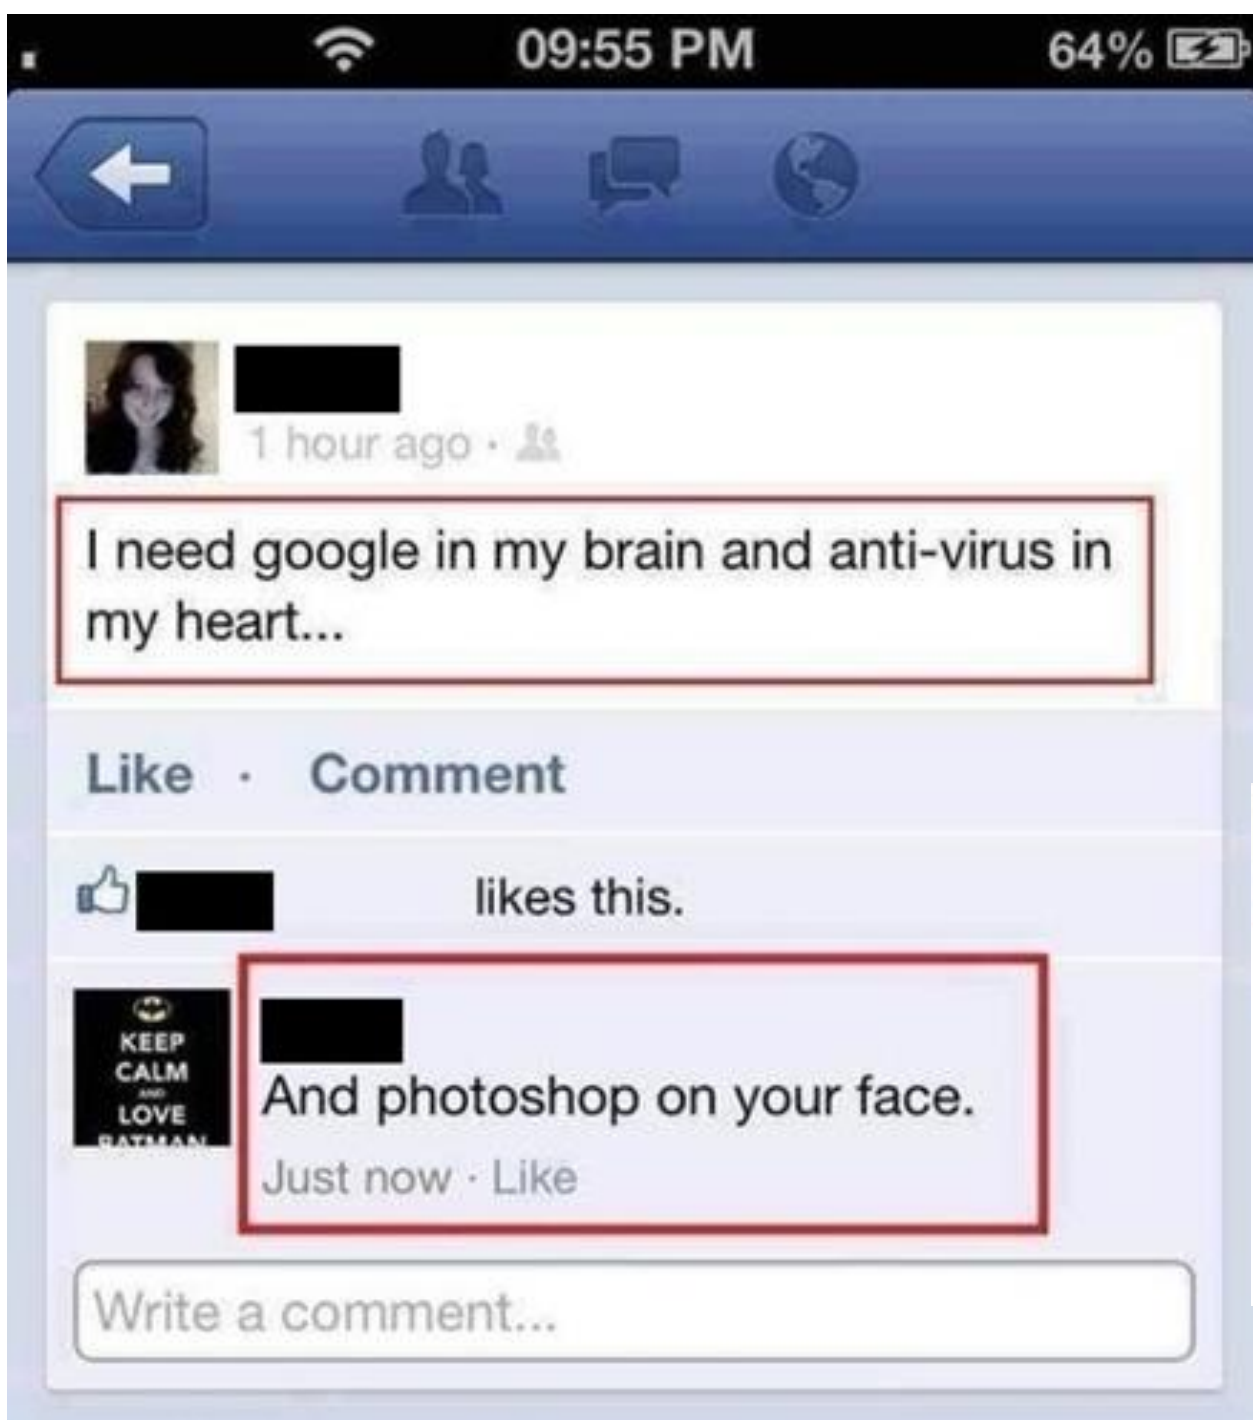 09:55 PM 64%
1 hour ago ·
I need google in my brain and anti-virus in
my heart...
Like · Comment
likes this.
KEEP
CALM
AND
LOVE
BATMAN
And photoshop on your face.
Just now · Like
Write a comment...